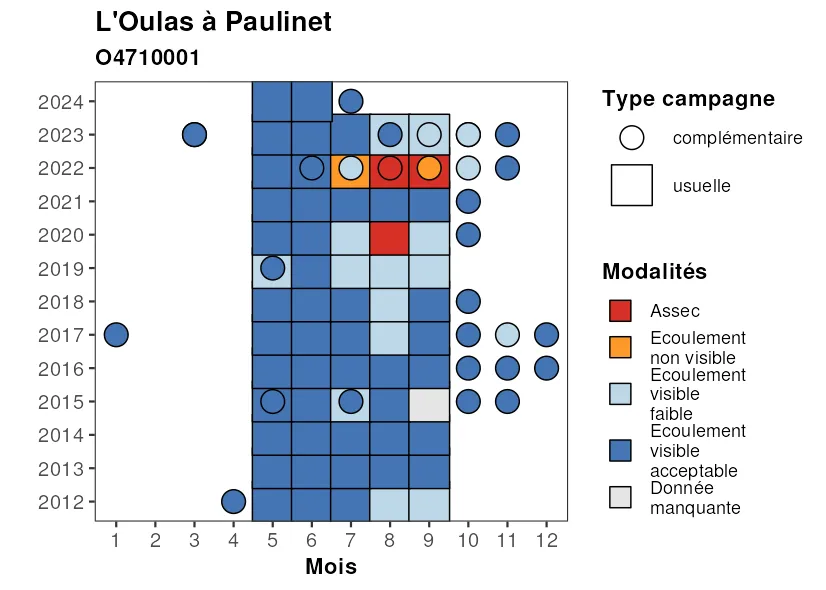 L'Oulas à Paulinet
O4710001
2024
2023
2022
2021
2020
2019
2018
2017
2016
2015
2014
2013
2012
1 2 3 4 5 6 7 8 9 10 11 12
Mois
Type campagne
complémentaire
usuelle
Modalités
Assec
Ecoulement
non visible
Ecoulement
visible
faible
Ecoulement
visible
acceptable
Donnée
manquante